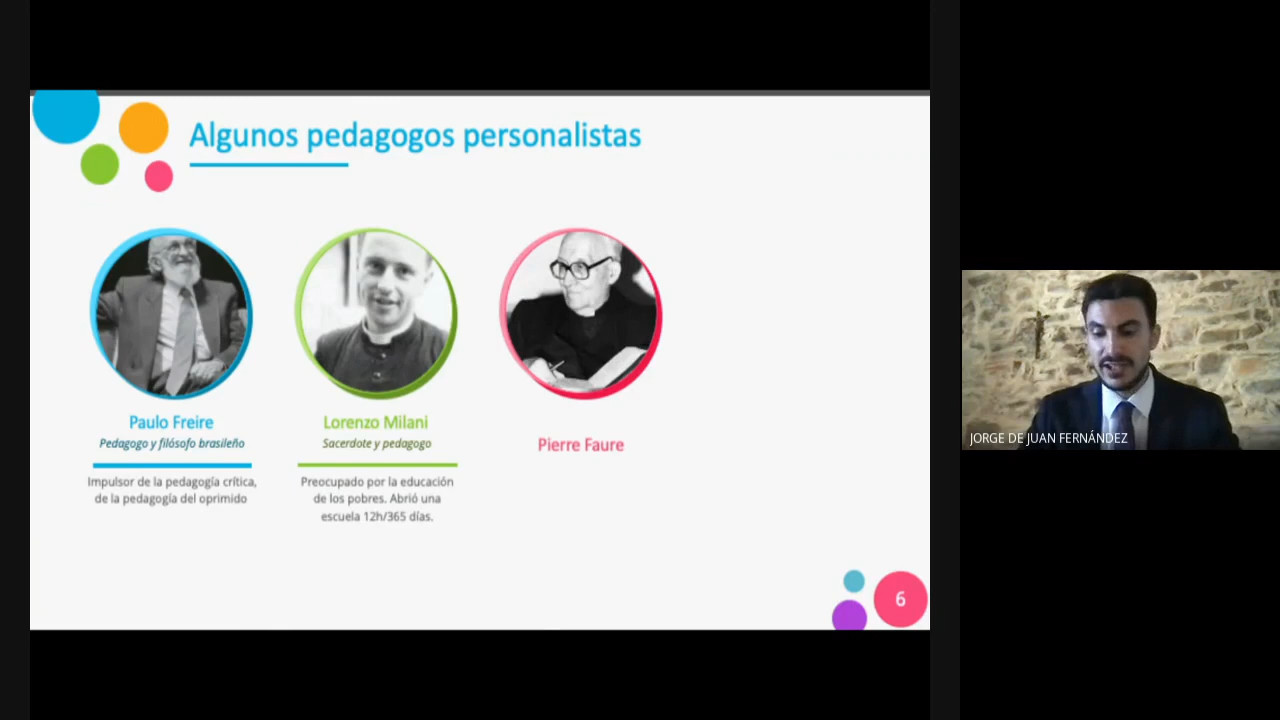 Algunos pedagogos personalistas
Paulo Freire
Pedagogo y filósofo brasileño
Impulsor de la pedagogía crítica,
de la pedagogía del oprimido
Lorenzo Milani
Sacerdote y pedagogo
Preocupado por la educación
de los pobres. Abrió una
escuela 12h/365 días.
Pierre Faure
6
JORGE DE JUAN FERNÁNDEZ